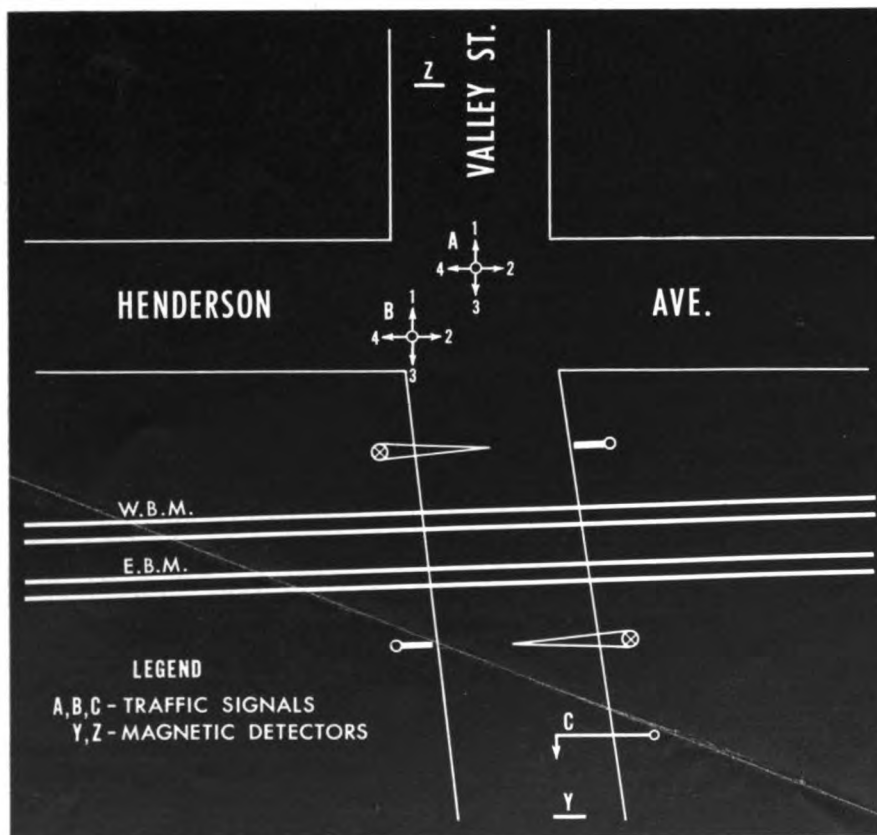 Z
VALLEY ST.
A
1
4 2
3
HENDERSON
AVE.
B
1
4 2
3
W.B.M.
E.B.M.
LEGEND
A,B,C - TRAFFIC SIGNALS
Y,Z - MAGNETIC DETECTORS
C
Y